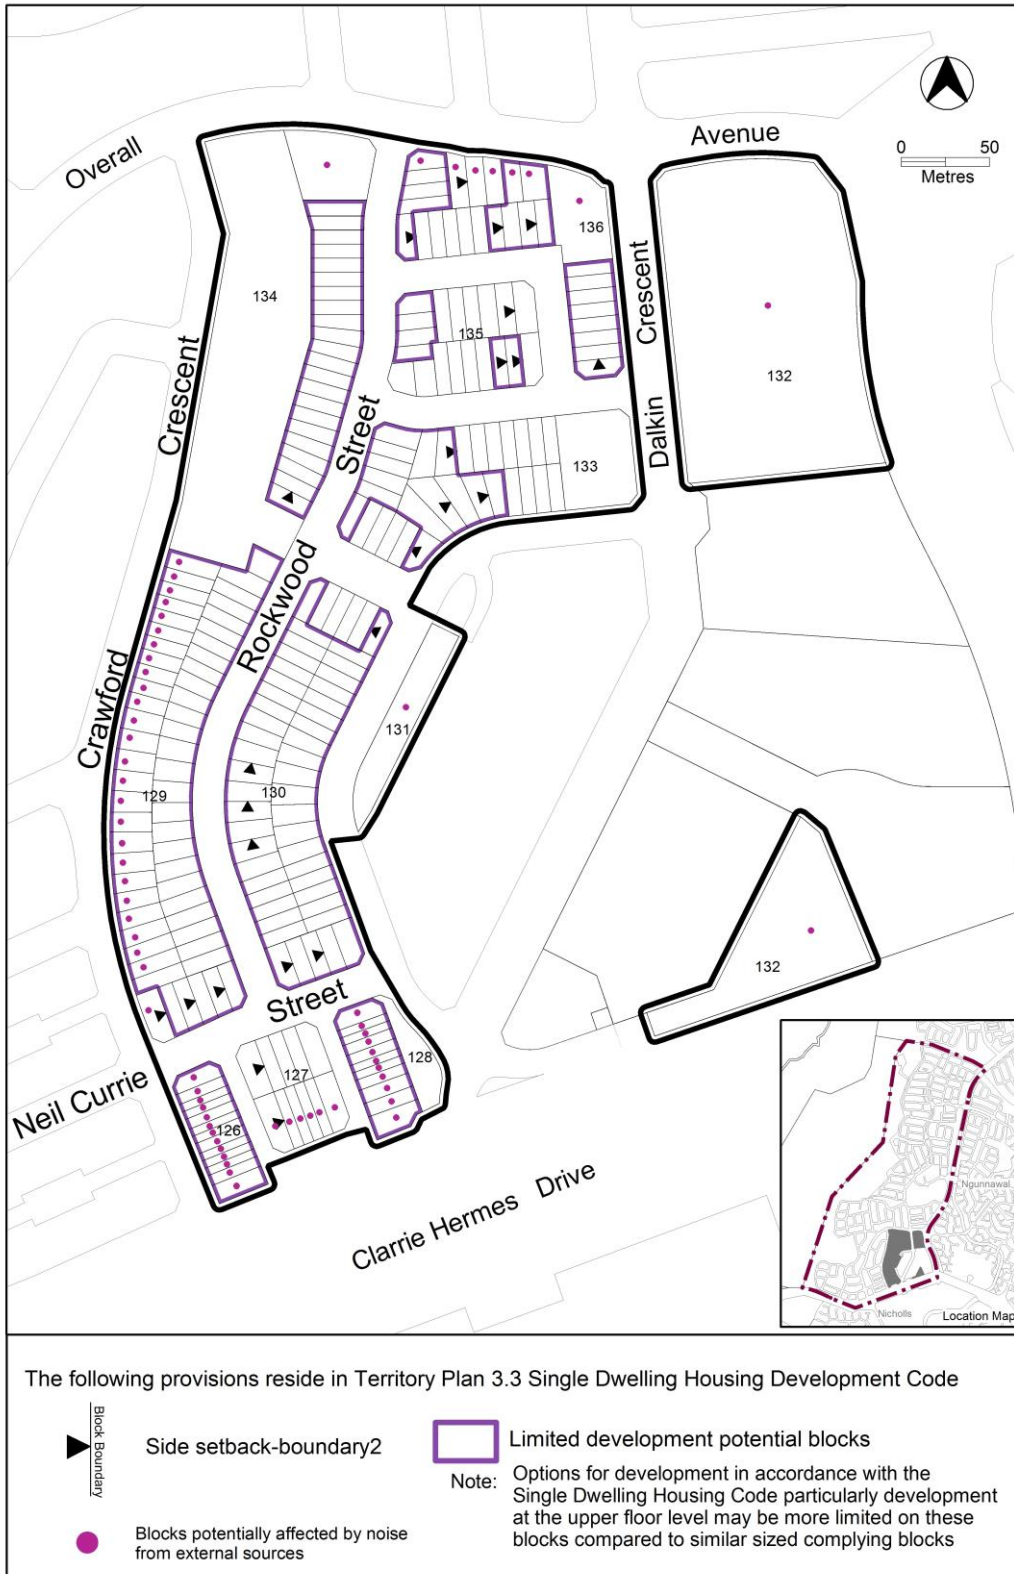 Avenue
Overall
0 50
Metres
136
Crescent
134
135
132
Crescent
Street
Dalkin
133
Rockwood
Crawford
131
129
130
132
Street
128
127
Neil Currie
126
Clarrie Hermes Drive
Ngunnawal
Nicholls
Location Map
The following provisions reside in Territory Plan 3.3 Single Dwelling Housing Development Code
Block Boundary
Side setback-boundary2
Limited development potential blocks
Note: Options for development in accordance with the
Single Dwelling Housing Code particularly development
at the upper floor level may be more limited on these
blocks compared to similar sized complying blocks
Blocks potentially affected by noise
from external sources